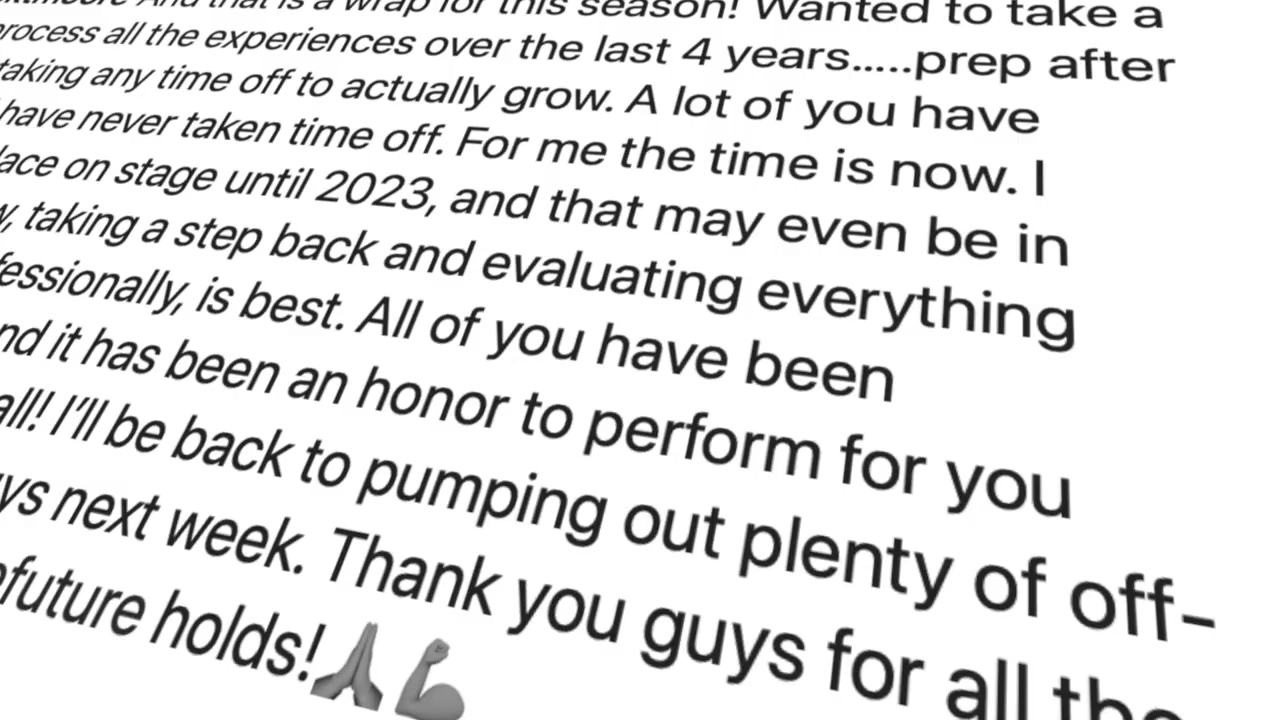 And that is a wrap for this season! Wanted to take a
process all the experiences over the last 4 years.....prep after
taking any time off to actually grow. A lot of you have
have never taken time off. For me the time is now. I
on stage until 2023, and that may even be in
taking a step back and evaluating everything
is best. All of you have been
it has been an honor to perform for you
all! I'll be back to pumping out plenty of off-
next week. Thank you guys for all the
future holds!🙏💪